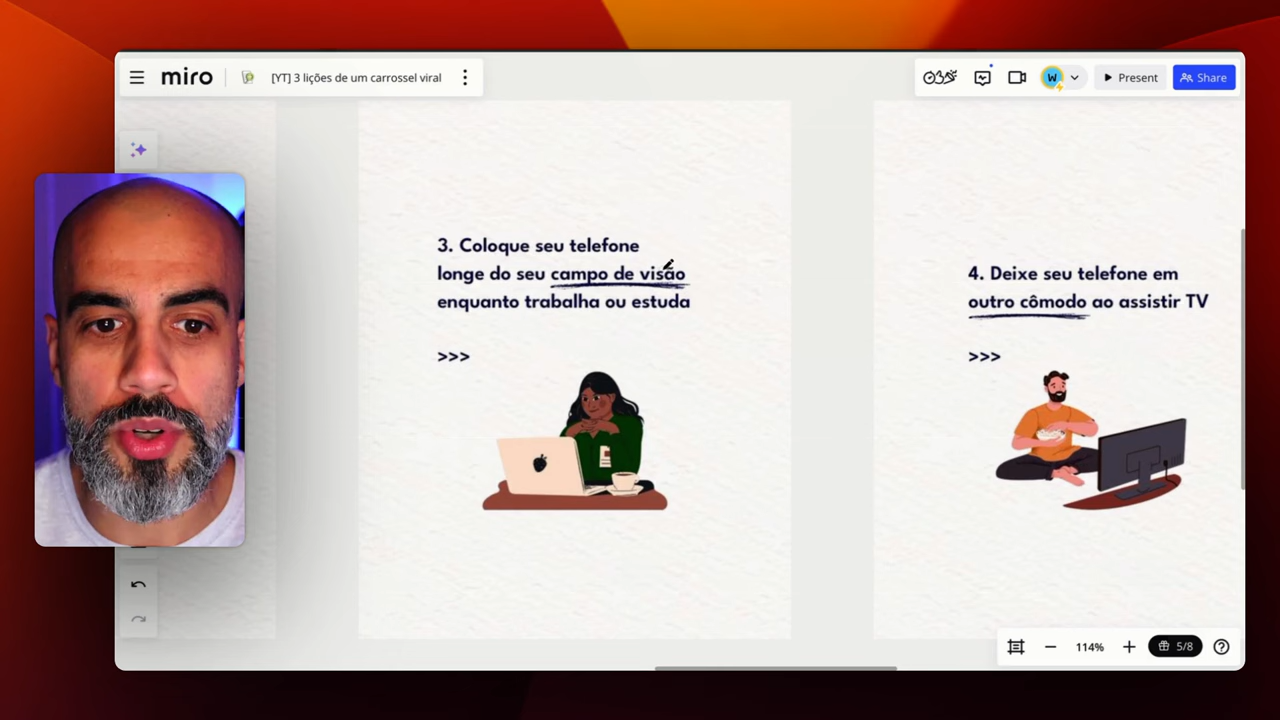 miro
[YT] 3 lições de um carrossel viral
W
Present
Share
3. Coloque seu telefone
longe do seu campo de visão
enquanto trabalha ou estuda
>>>
4. Deixe seu telefone em
outro cômodo ao assistir TV
>>>
114%
5/8